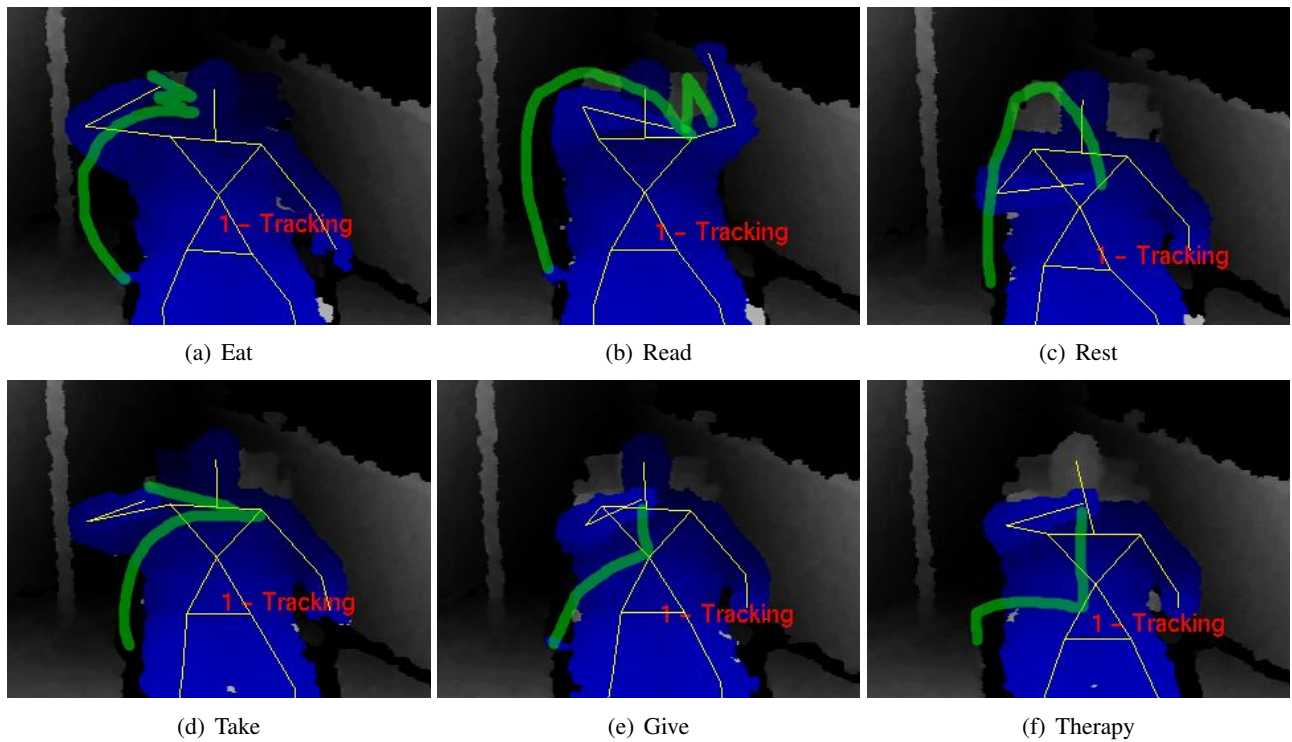 1 - Tracking
1 - Tracking
1 - Tracking
(a) Eat
(b) Read
(c) Rest
1 - Tracking
1 - Tracking
1 - Tracking
(d) Take
(e) Give
(f) Therapy